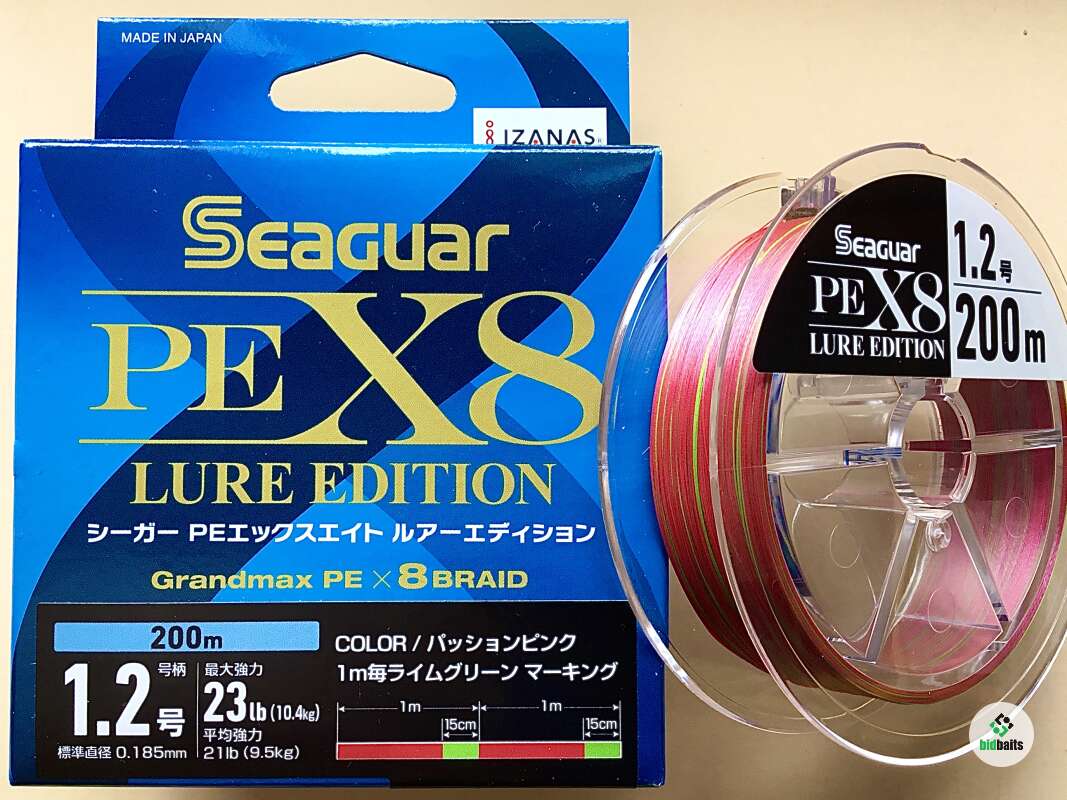 MADE IN JAPAN
IZANAS
SEAGUAR
PE X8
LURE EDITION
シーガー PEエックスエイト ルアーエディション
Grandmax PE × 8 BRAID
200m
1.2号
号柄
標準直径 0.185mm
最大強力
23lb (10.4kg)
平均強力
21lb (9.5kg)
COLOR / パッションピンク
1m毎ライムグリーン マーキング
1m 1m
15cm 15cm
SEAGUAR
PE X8
LURE EDITION
1.2号
200m
bidbaits